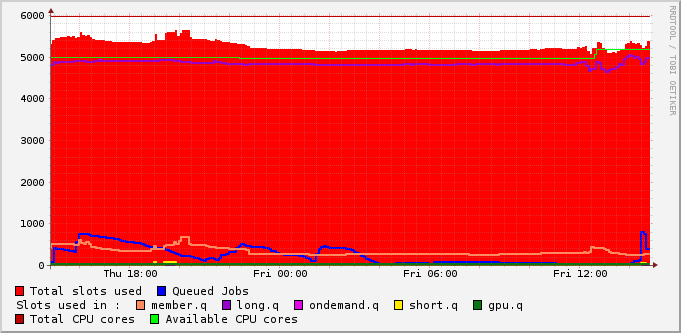 6000
5000
4000
3000
2000
1000
0
Thu 18:00 Fri 00:00 Fri 06:00 Fri 12:00
Total slots used Queued Jobs
Slots used in : member.q long.q ondemand.q short.q gpu.q
Total CPU cores Available CPU cores
RRDTOOL / TOBI OETIKER